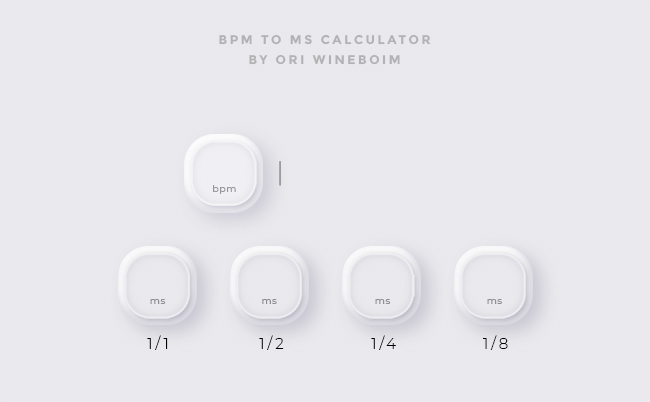 BPM TO MS CALCULATOR
BY ORI WINEBOIM
bpm
ms ms ms ms
1/1 1/2 1/4 1/8